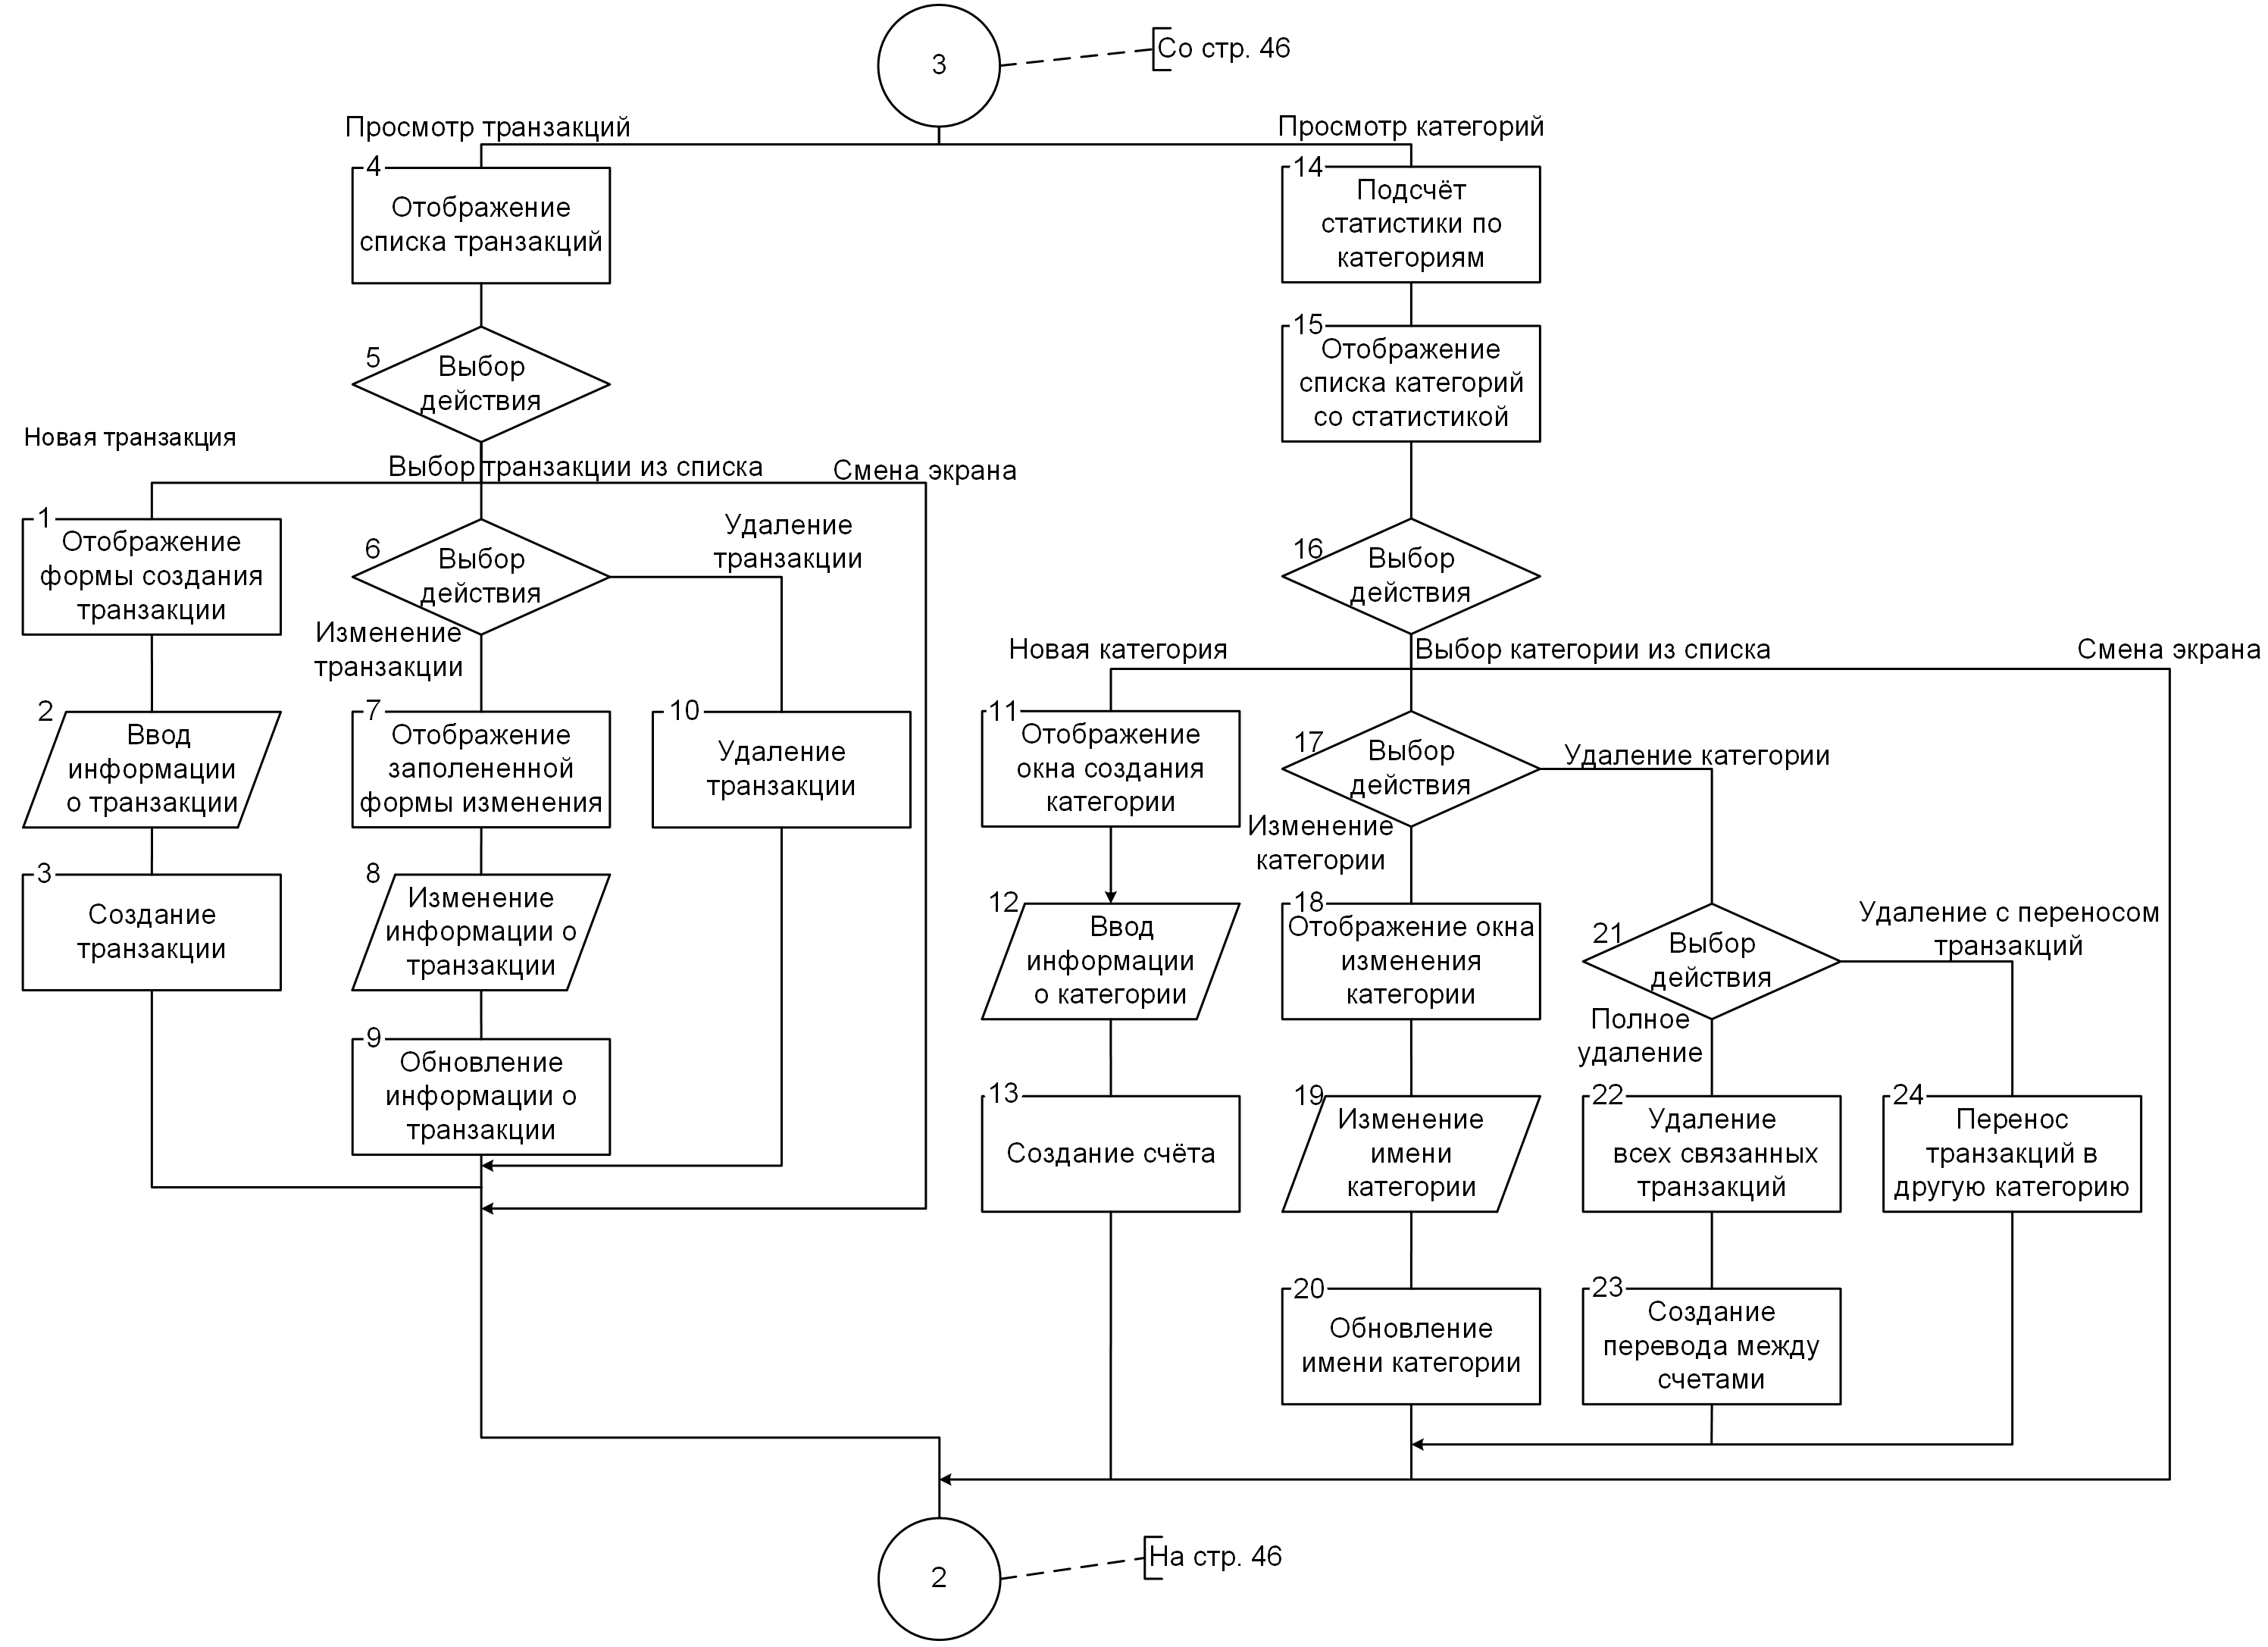 3
Со стр. 46
Просмотр транзакций
Просмотр категорий
4
Отображение
списка транзакций
5
Выбор
действия
Новая транзакция
Выбор транзакции из списка
Смена экрана
1
Отображение
формы создания
транзакции
2
Ввод
информации
о транзакции
3
Создание
транзакции
6
Выбор
действия
Удаление
транзакции
Изменение
транзакции
7
Отображение
заполененной
формы изменения
8
Изменение
информации о
транзакции
9
Обновление
информации о
транзакции
10
Удаление
транзакции
14
Подсчёт
статистики по
категориям
15
Отображение
списка категорий
со статистикой
16
Выбор
действия
Новая категория
Выбор категории из списка
Смена экрана
11
Отображение
окна создания
категории
12
Ввод
информации
о категории
13
Создание счёта
17
Выбор
действия
Удаление категории
Изменение
категории
18
Отображение окна
изменения
категории
19
Изменение
имени
категории
20
Обновление
имени категории
21
Выбор
действия
Удаление с переносом
транзакций
Полное
удаление
22
Удаление
всех связанных
транзакций
23
Создание
перевода между
счетами
24
Перенос
транзакций в
другую категорию
2
На стр. 46